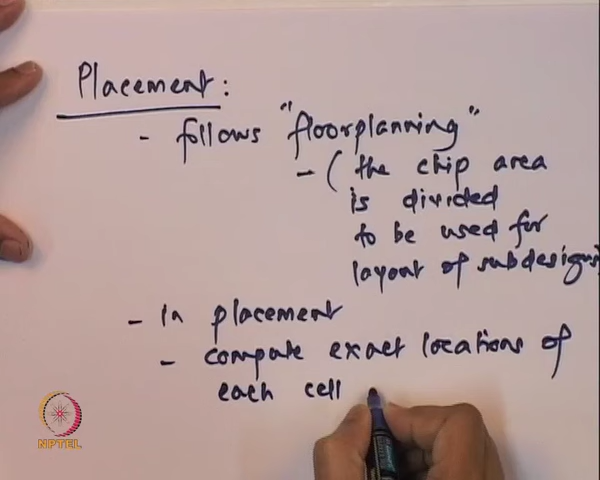 Placement:
- follows "floorplanning"
- (the chip area
is divided
to be used for
layout of subdesigns)
- In placement
- compute exact locations of
each cell
NPTEL